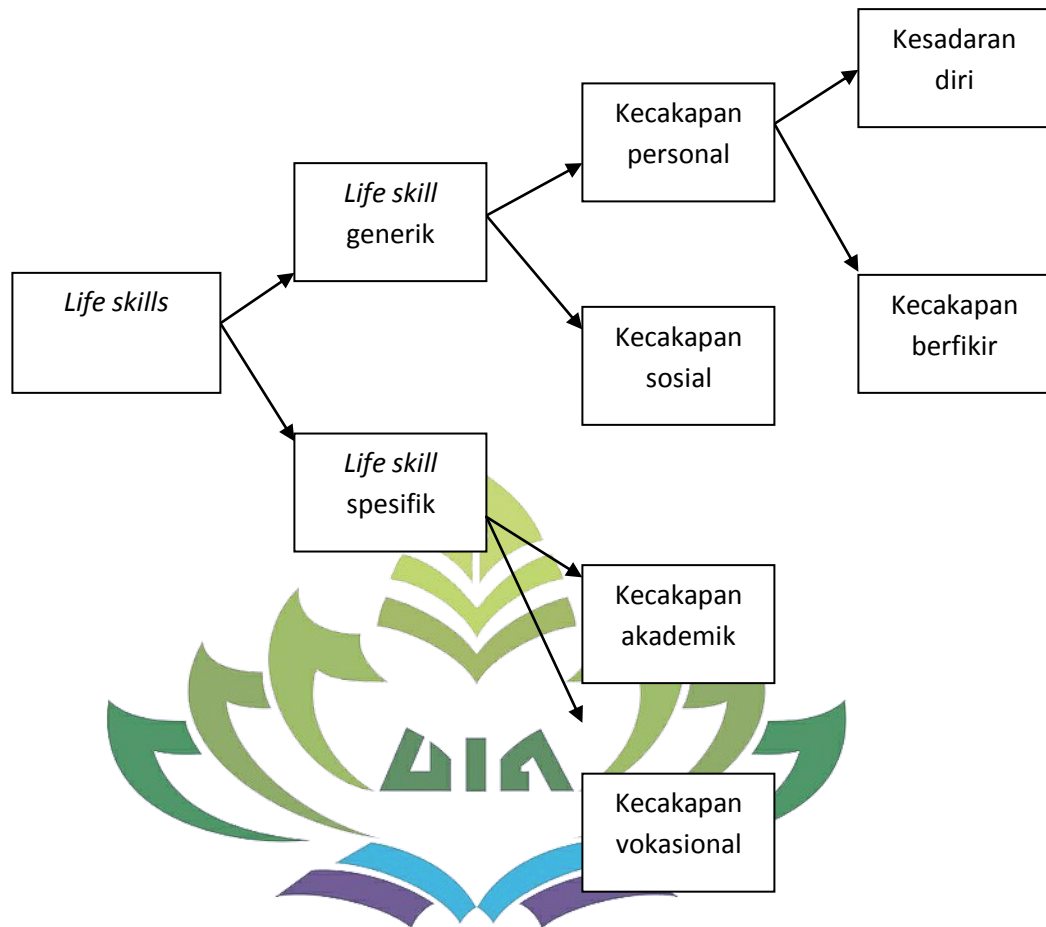 Kesadaran
diri
Kecakapan
personal
Life skill
generik
Life skills
Kecakapan
sosial
Kecakapan
berfikir
Life skill
spesifik
Kecakapan
akademik
Kecakapan
vokasional